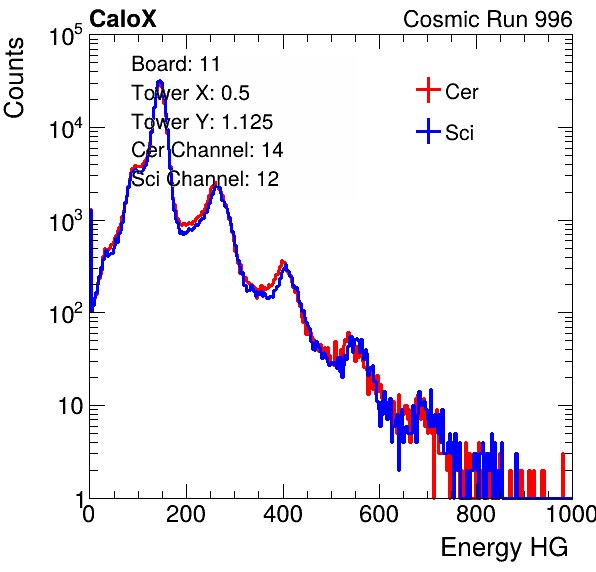 CaloX
Cosmic Run 996
Counts
10^5
10^4
10^3
10^2
10
1
Board: 11
Tower X: 0.5
Tower Y: 1.125
Cer Channel: 14
Sci Channel: 12
Cer
Sci
0 200 400 600 800 1000
Energy HG